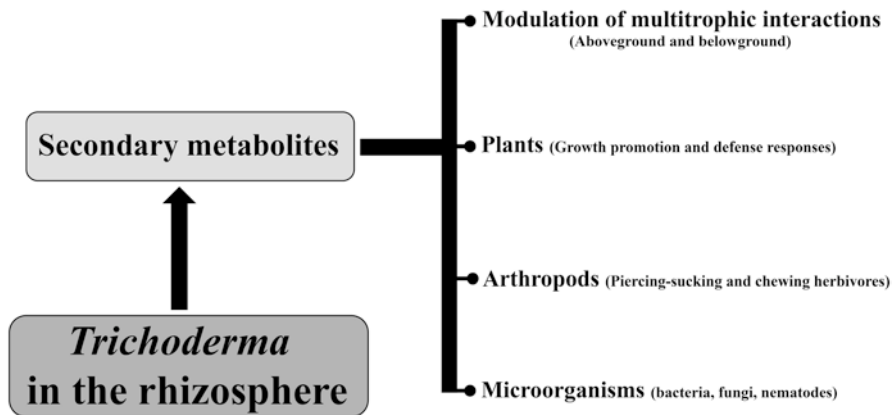 Modulation of multitrophic interactions
(Aboveground and belowground)
Secondary metabolites
Plants (Growth promotion and defense responses)
Arthropods (Piercing-sucking and chewing herbivores)
Trichoderma
in the rhizosphere
Microorganisms (bacteria, fungi, nematodes)